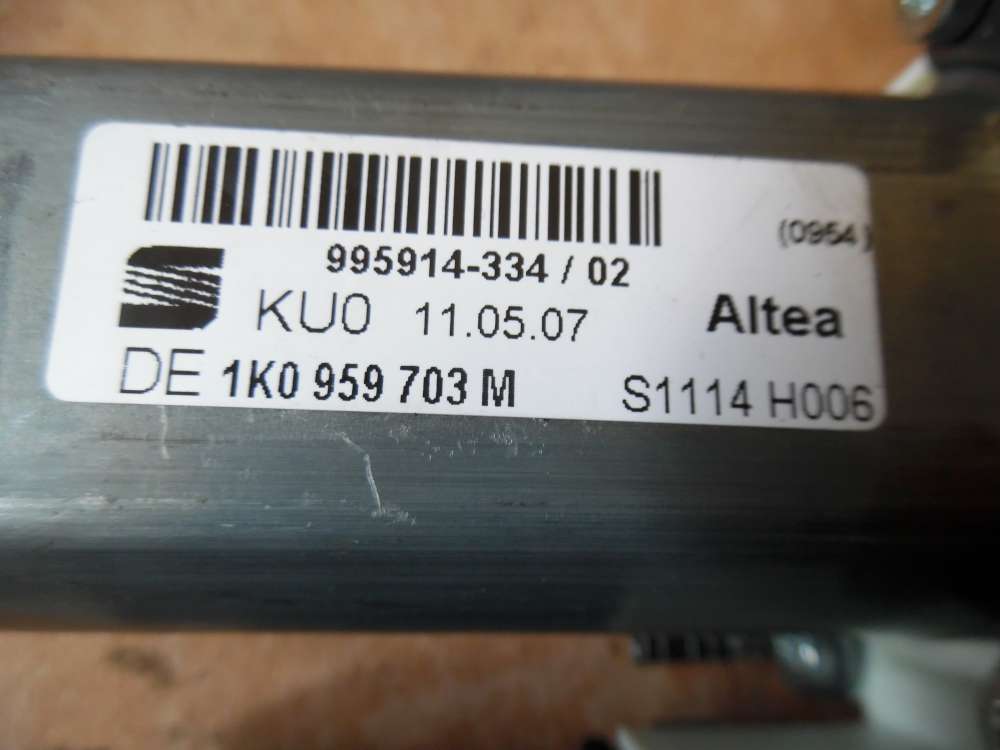 (0954)
995914-334 / 02
KU0 11.05.07 Altea
DE 1K0 959 703 M S1114 H006